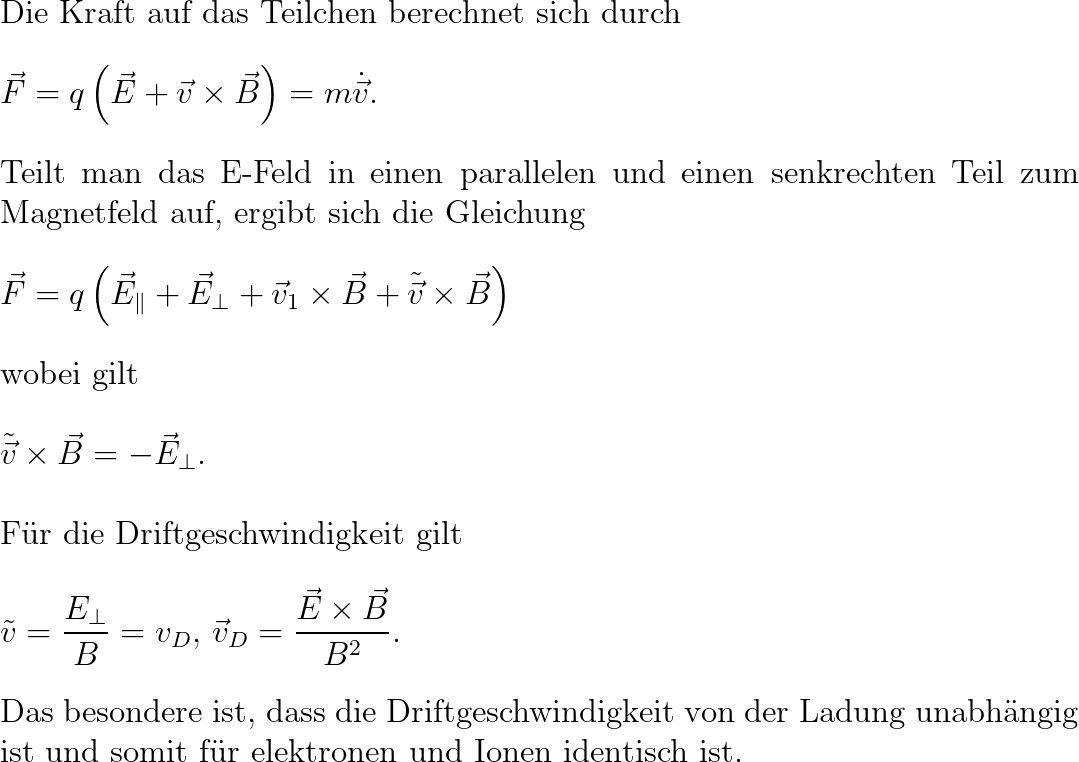 Die Kraft auf das Teilchen berechnet sich durch
$\vec{F} = q\left(\vec{E} + \vec{v} \times \vec{B}\right) = m\dot{\vec{v}}.$
Teilt man das E-Feld in einen parallelen und einen senkrechten Teil zum
Magnetfeld auf, ergibt sich die Gleichung
$\vec{F} = q\left(\vec{E}_{\parallel} + \vec{E}_{\perp} + \vec{v}_1 \times \vec{B} + \tilde{\vec{v}} \times \vec{B}\right)$
wobei gilt
$\tilde{\vec{v}} \times \vec{B} = -\vec{E}_{\perp}.$
Für die Driftgeschwindigkeit gilt
$\tilde{v} = \frac{E_{\perp}}{B} = v_D, \, \vec{v}_D = \frac{\vec{E} \times \vec{B}}{B^2}.$
Das besondere ist, dass die Driftgeschwindigkeit von der Ladung unabhängig
ist und somit für elektronen und Ionen identisch ist.